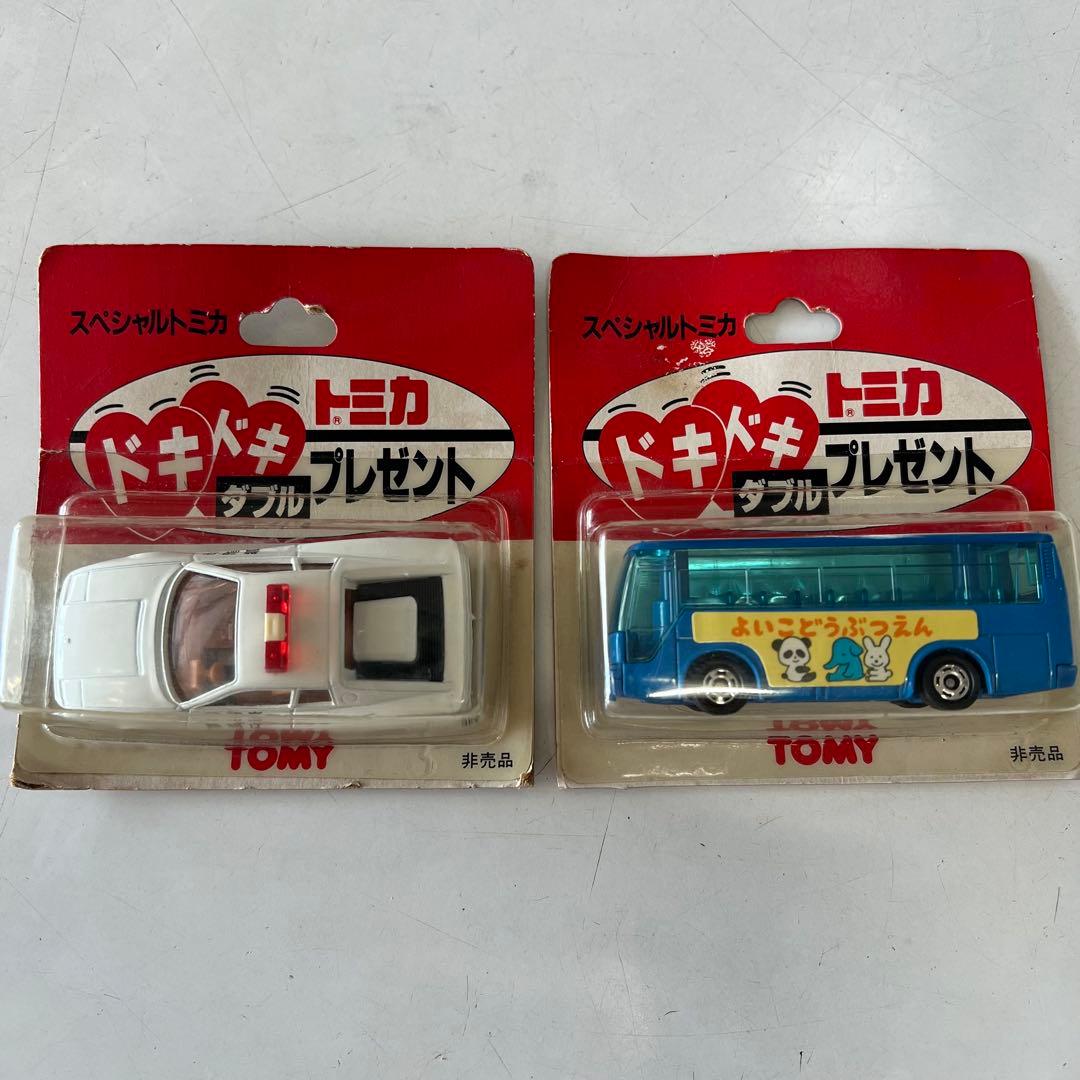 スペシャルトミカ
ドキドキ
トミカ®
ダブル
プレゼント
TOMY
非売品
スペシャルトミカ
ドキドキ
トミカ®
ダブル
プレゼント
よいこどうぶつえん
TOMY
非売品